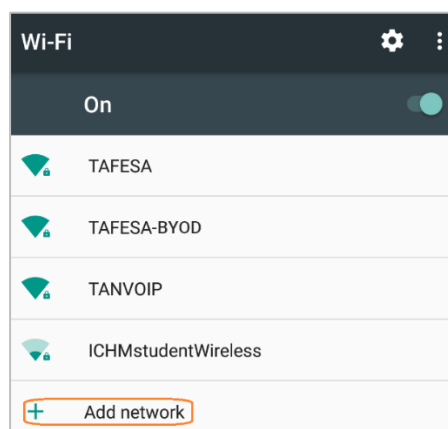 Wi-Fi
On
TAFESA
TAFESA-BYOD
TANVOIP
ICHMstudentWireless
Add network